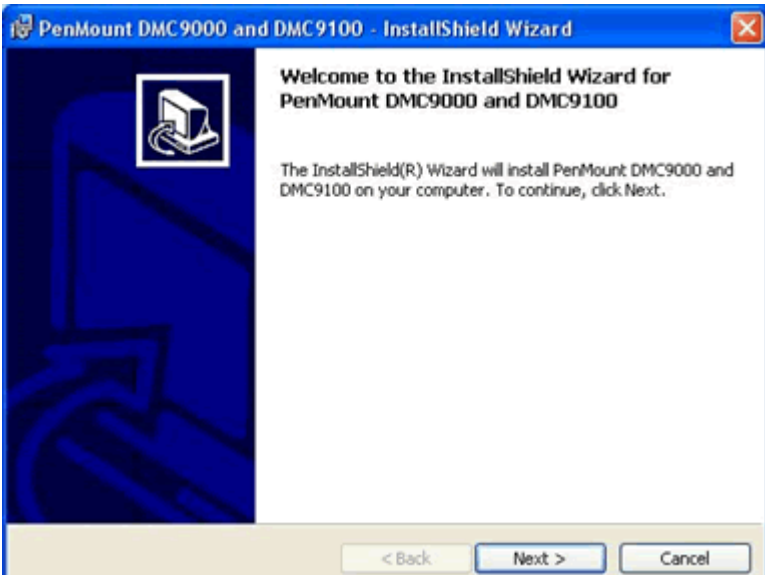 PenMount DMC9000 and DMC9100 - InstallShield Wizard
Welcome to the InstallShield Wizard for
PenMount DMC9000 and DMC9100
The InstallShield(R) Wizard will install PenMount DMC9000 and
DMC9100 on your computer. To continue, click Next.
< Back
Next >
Cancel